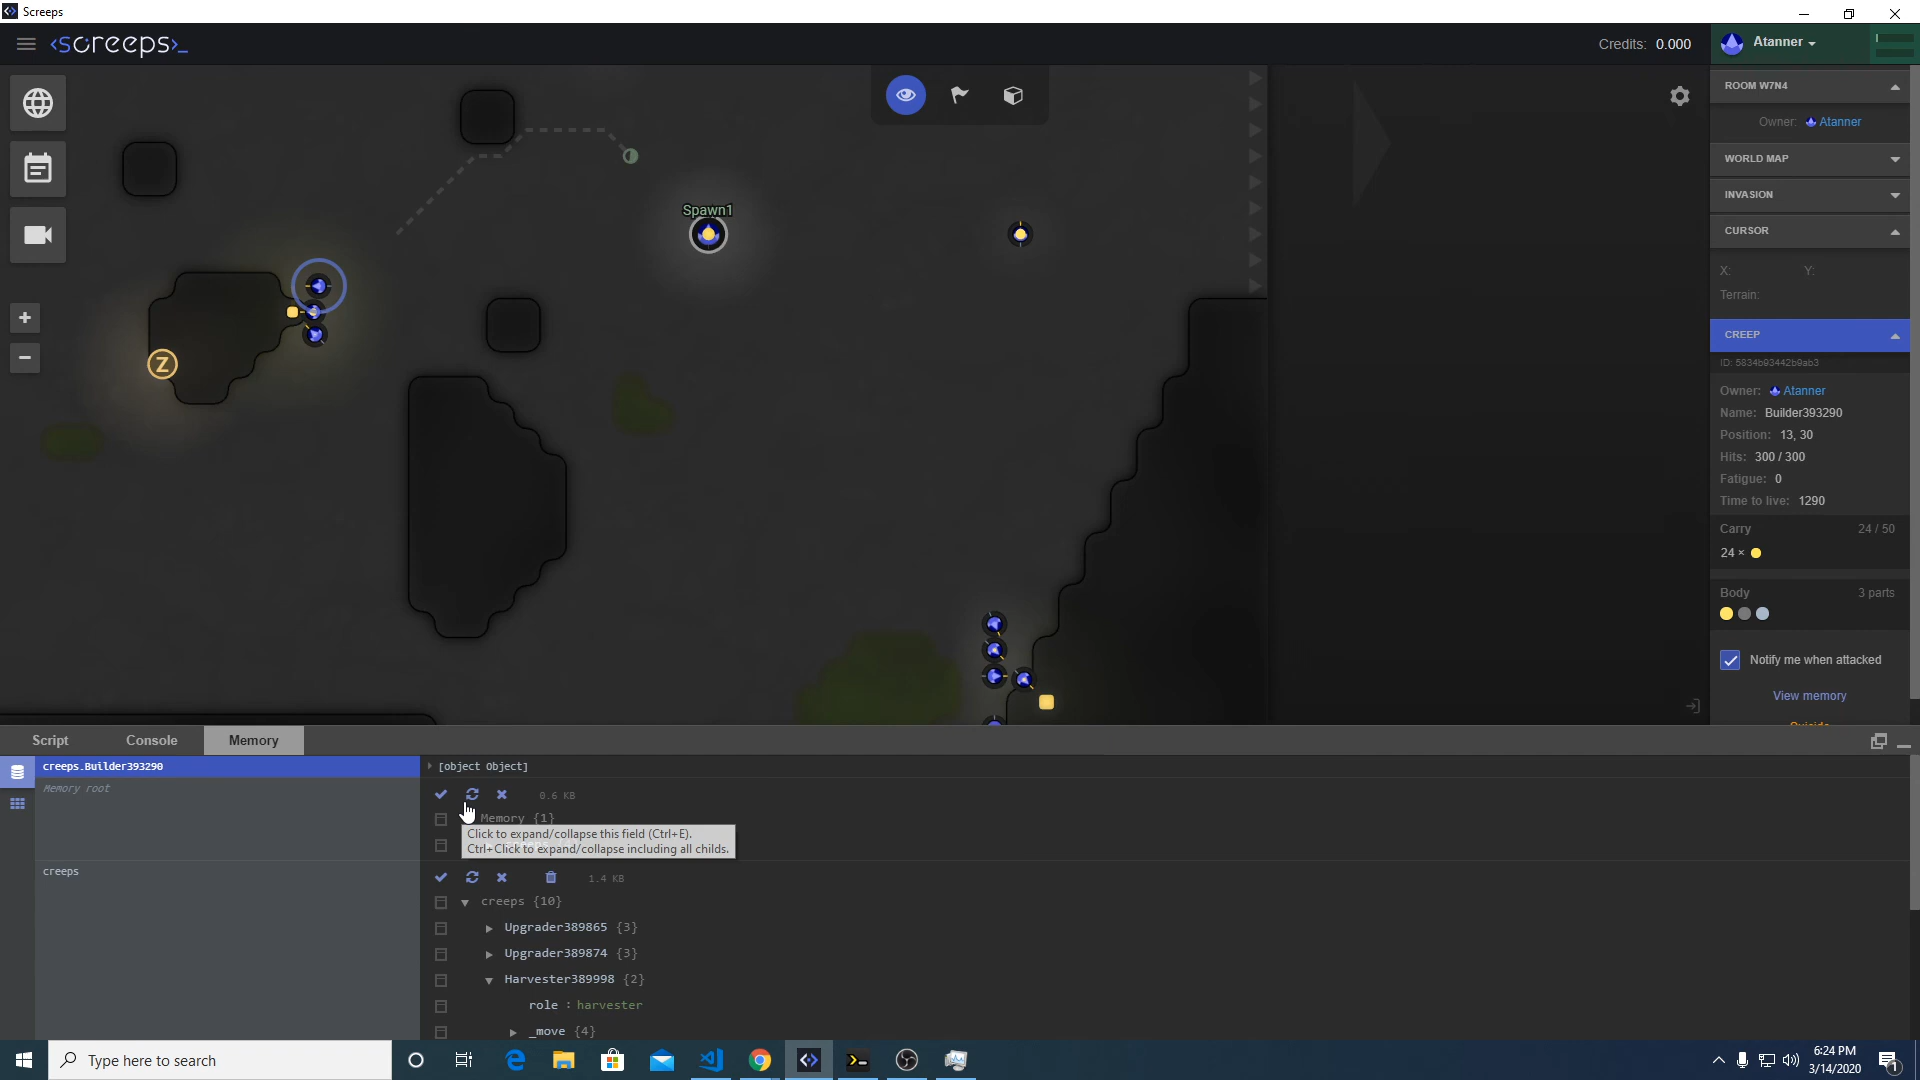 Screeps
<screeps>_
Credits: 0.000
Atanner
Spawn1
Z
ROOM W7N4
Owner: Atanner
WORLD MAP
INVASION
CURSOR
X: Y:
Terrain:
CREEP
ID: 5834b93442b9ab3
Owner: Atanner
Name: Builder393290
Position: 13, 30
Hits: 300 / 300
Fatigue: 0
Time to live: 1290
Carry 24 / 50
24 ×
Body 3 parts
Notify me when attacked
View memory
Script Console Memory
creeps.Builder393290
Memory root
creeps
[object Object]
0.6 KB
Memory {1}
Click to expand/collapse this field (Ctrl+E).
Ctrl+Click to expand/collapse including all childs.
1.4 KB
creeps {10}
Upgrader389865 {3}
Upgrader389874 {3}
Harvester389998 {2}
role : harvester
_move {4}
Type here to search
6:24 PM
3/14/2020
1